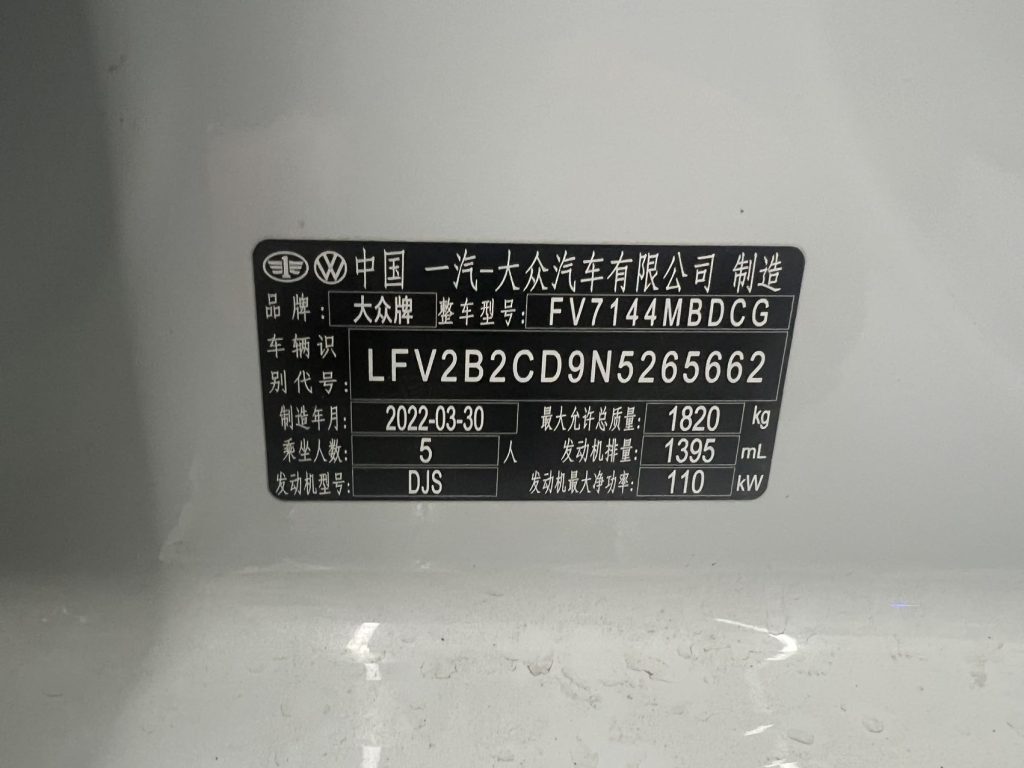 中国 一汽-大众汽车有限公司 制造
品牌: 大众牌 整车型号: FV7144MBDCG
车辆识别代号: LFV2B2CD9N5265662
制造年月: 2022-03-30 最大允许总质量: 1820 kg
乘坐人数: 5 人 发动机排量: 1395 mL
发动机型号: DJS 发动机最大净功率: 110 kW